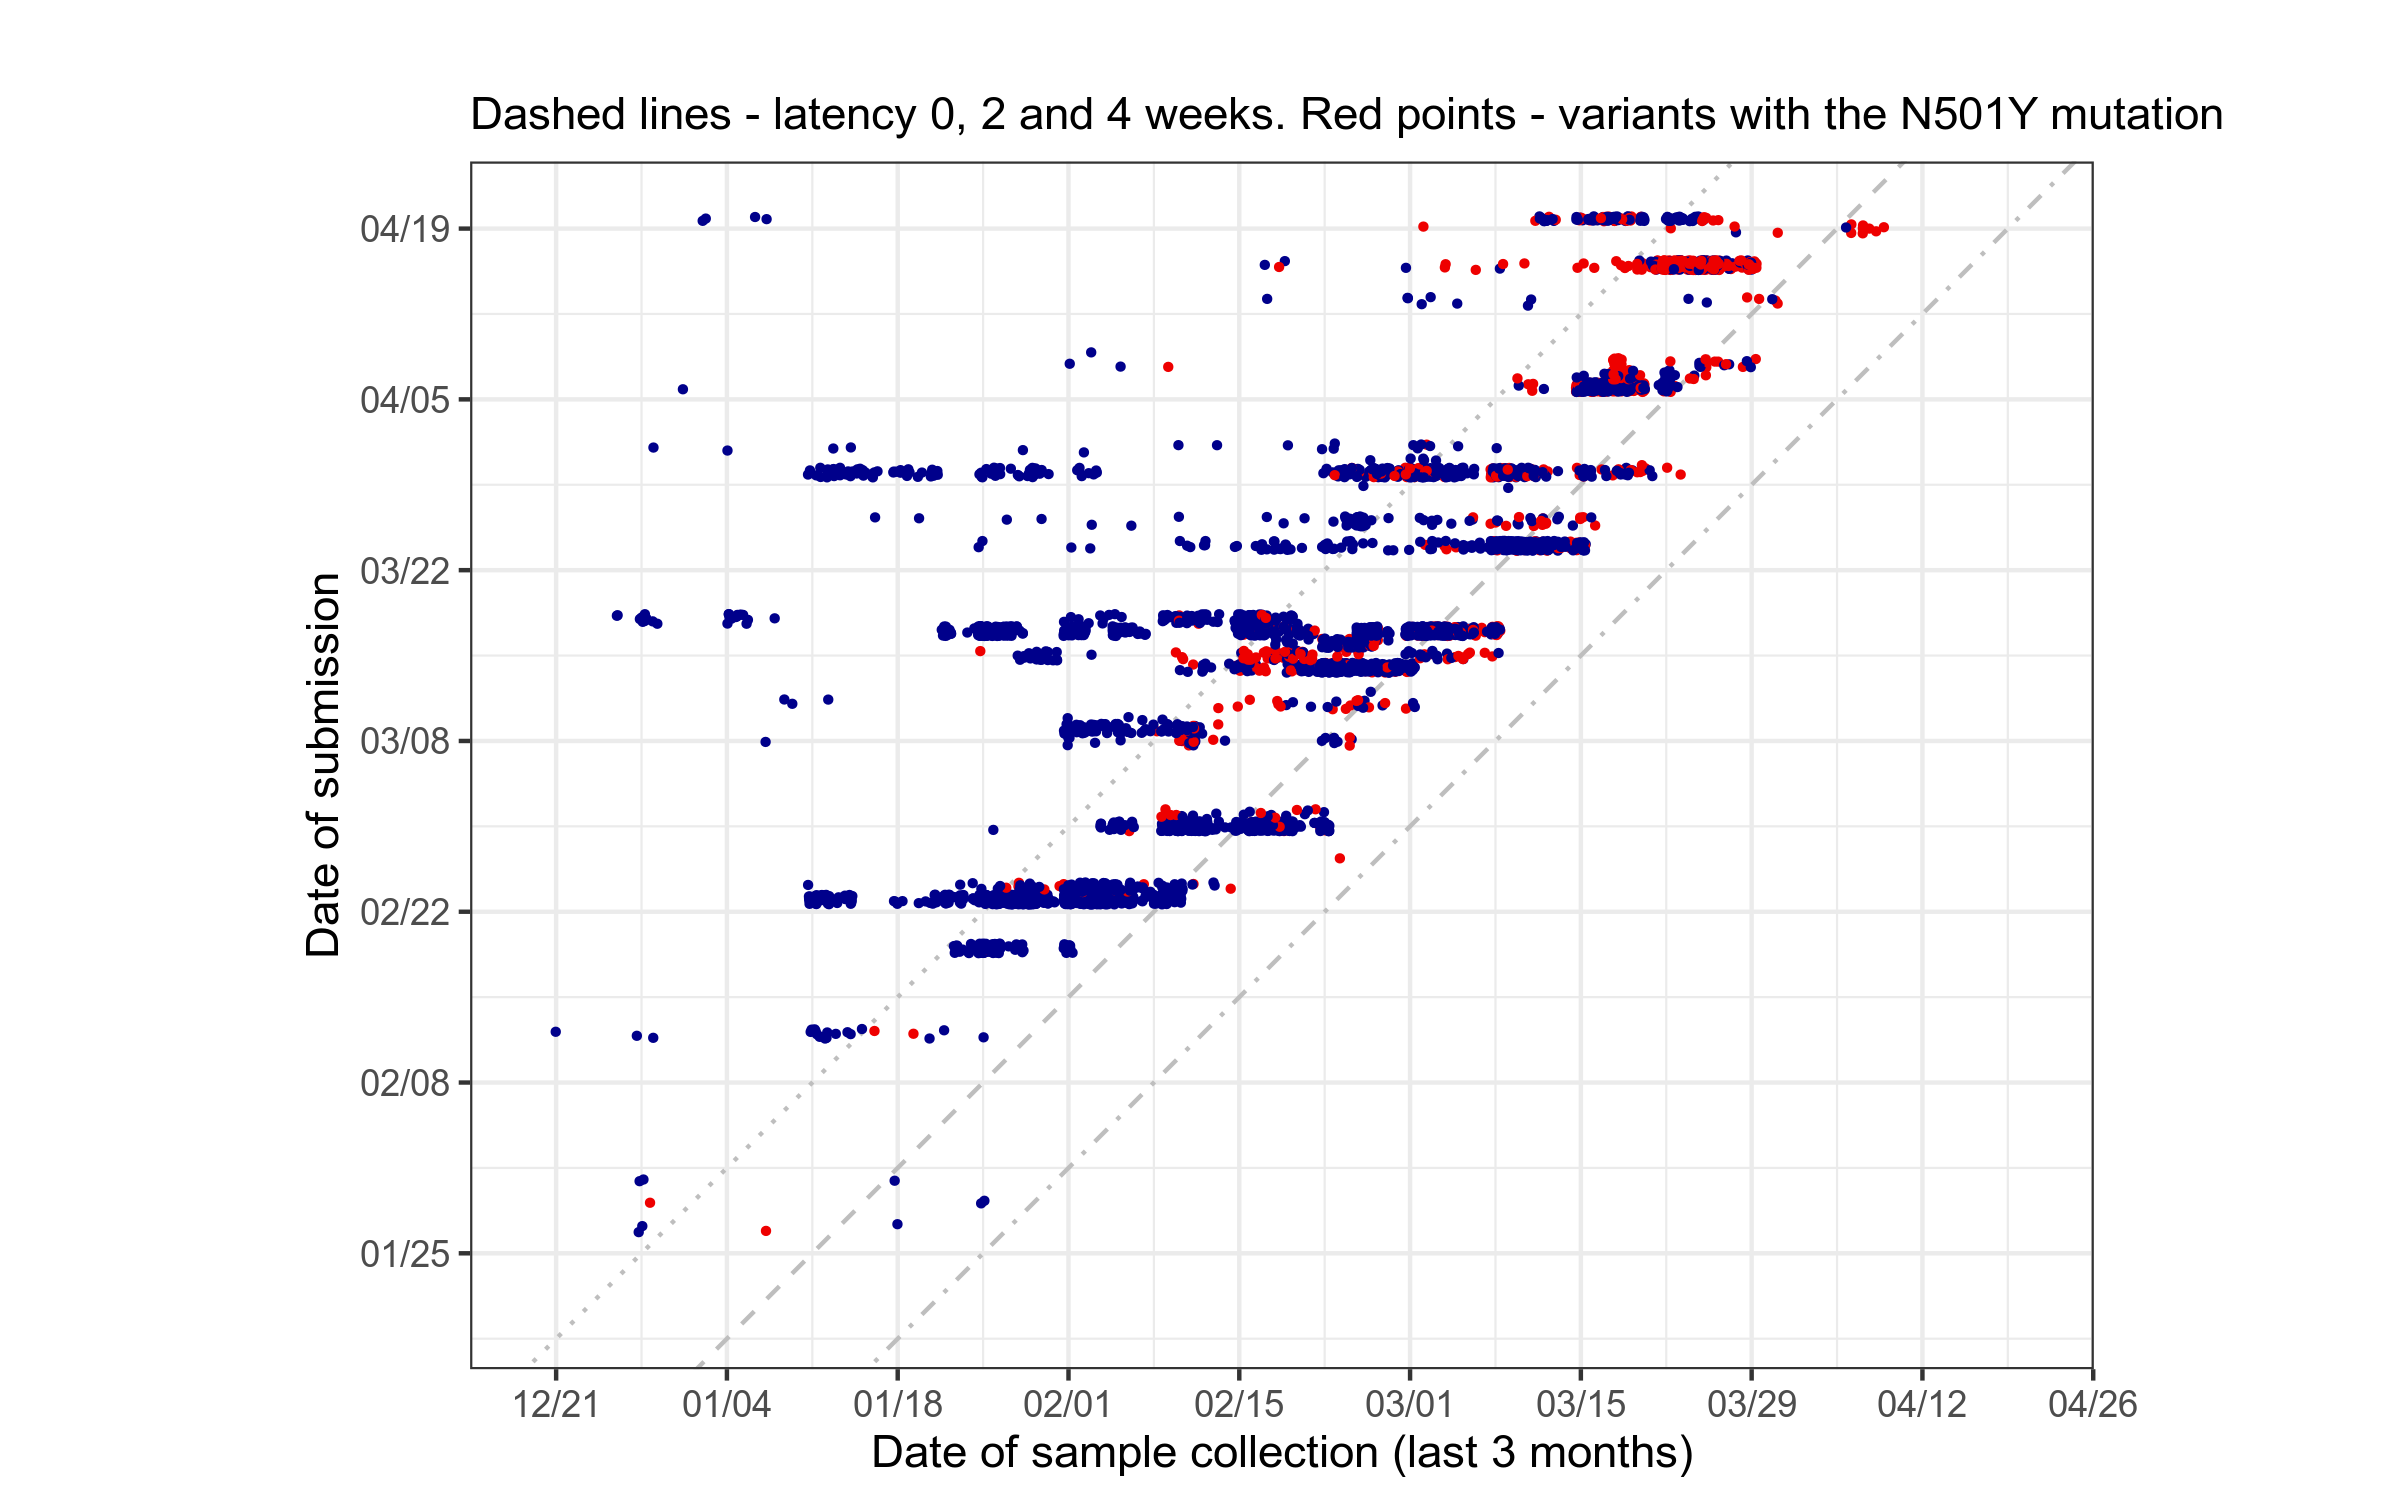 Dashed lines - latency 0, 2 and 4 weeks. Red points - variants with the N501Y mutation
Date of submission
04/19
04/05
03/22
03/08
02/22
02/08
01/25
12/21 01/04 01/18 02/01 02/15 03/01 03/15 03/29 04/12 04/26
Date of sample collection (last 3 months)